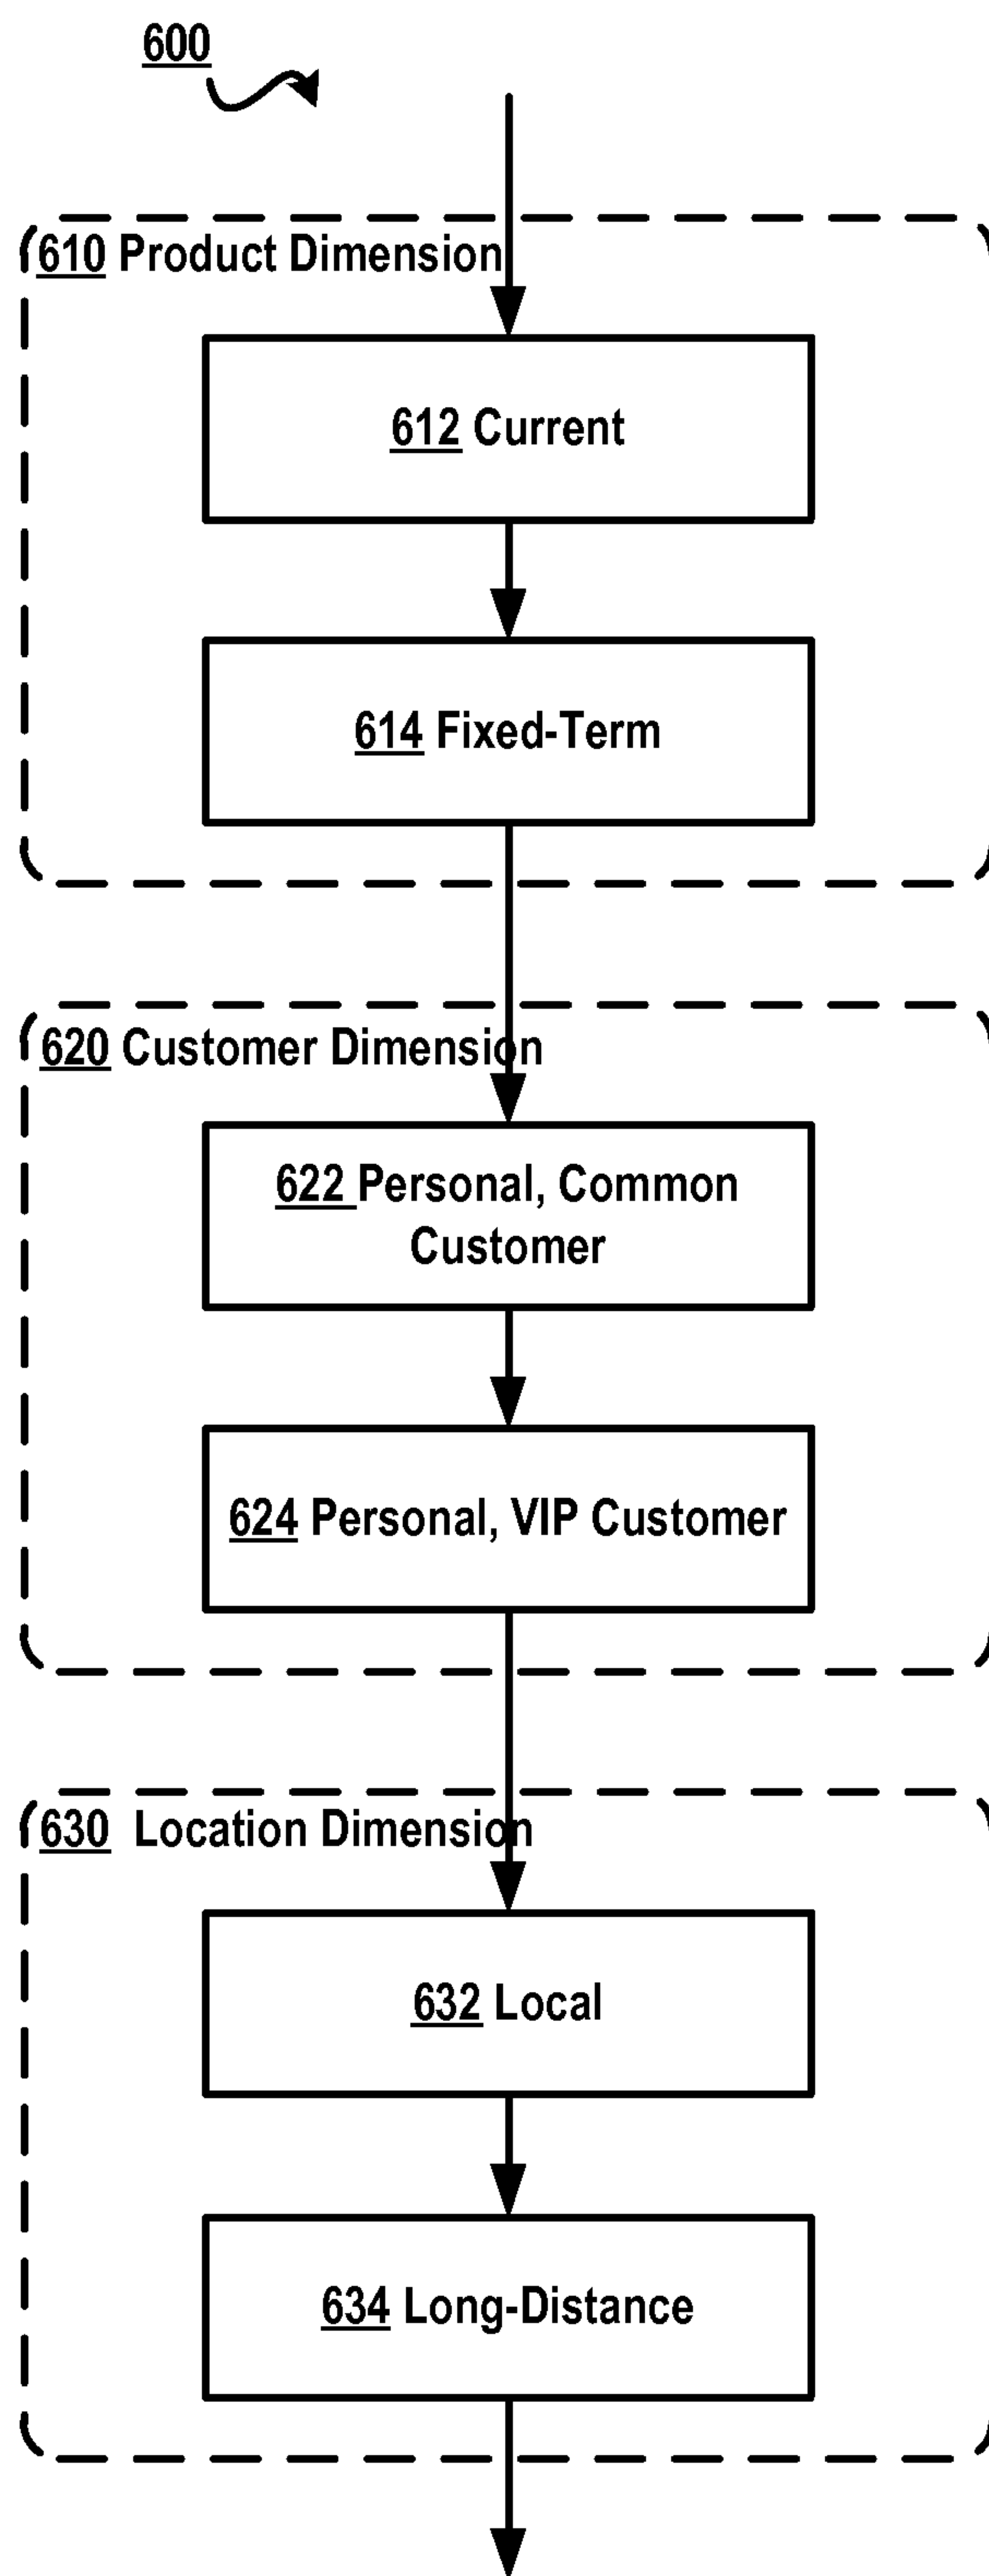 600
610 Product Dimension
612 Current
614 Fixed-Term
620 Customer Dimension
622 Personal, Common
Customer
624 Personal, VIP Customer
630 Location Dimension
632 Local
634 Long-Distance